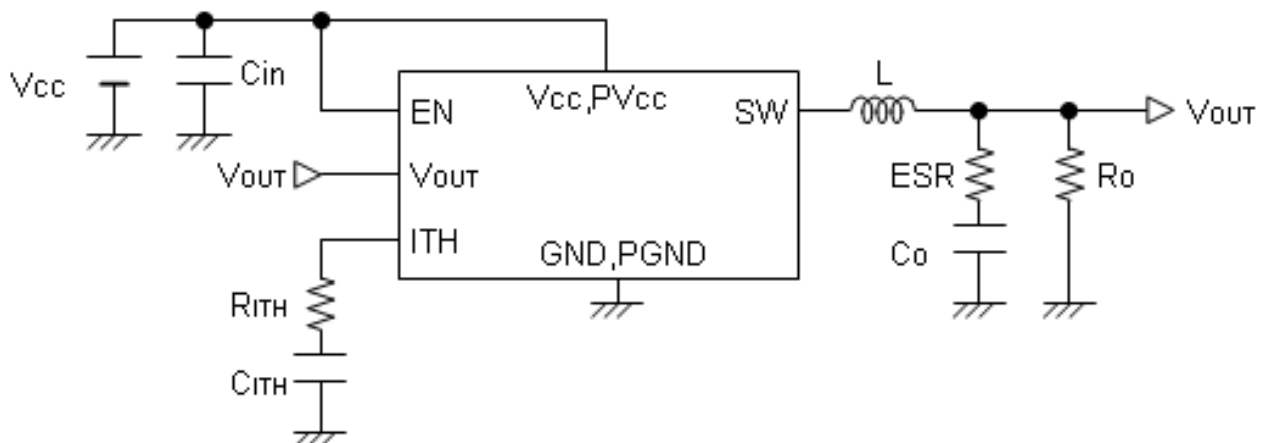 Vcc
Cin
EN
Vcc,PVcc
SW
L
VOUT
VOUT
VOUT
ESR
Ro
ITH
GND,PGND
Co
RITH
CITH